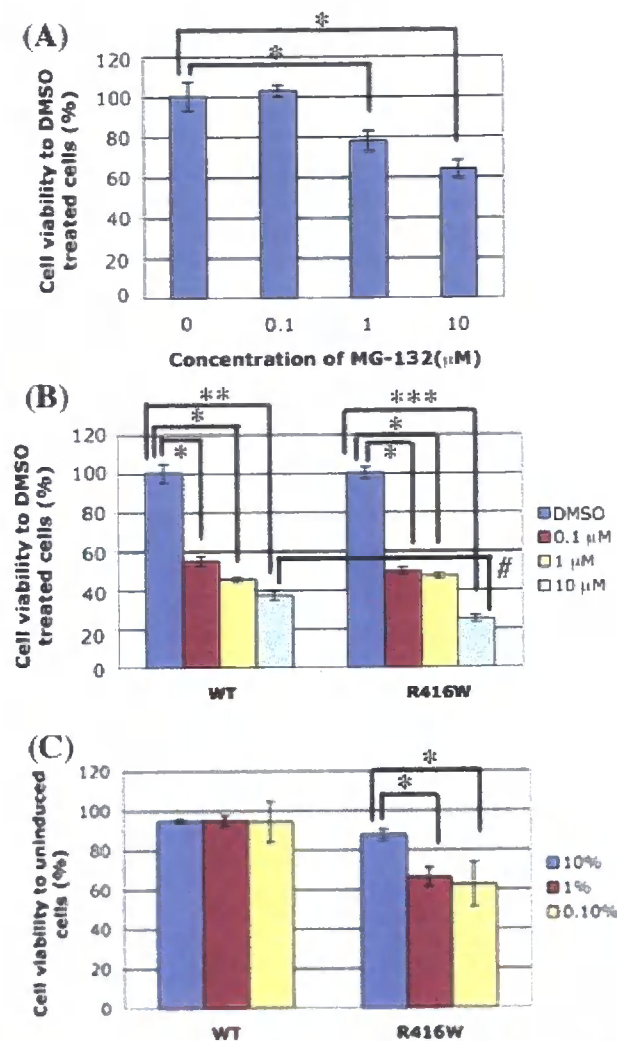 (A)
Cell viability to DMSO
treated cells (%)
120
100
80
60
40
20
0
*
*
0 0.1 1 10
Concentration of MG-132(μM)
(B)
Cell viability to DMSO
treated cells (%)
120
100
80
60
40
20
0
**
*
*
***
*
*
#
WT R416W
DMSO
0.1 μM
1 μM
10 μM
(C)
Cell viability to uninduced
cells (%)
120
100
80
60
40
20
0
*
*
WT R416W
10%
1%
0.10%